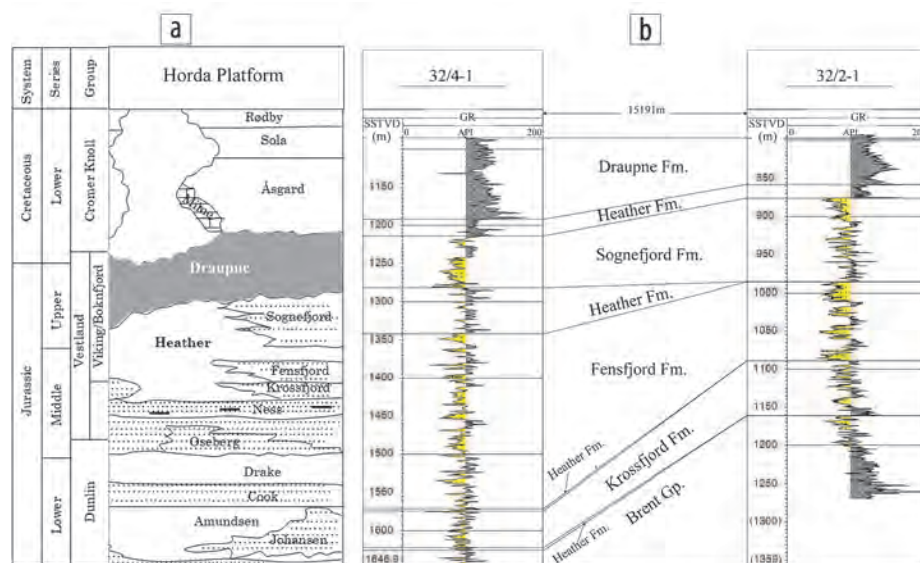 a
b
System
Series
Group
Horda Platform
Cretaceous
Jurassic
Lower
Upper
Middle
Lower
Cromer Knoll
Viking/Boknfjord
Vestland
Dunlin
Rødby
Sola
Åsgard
Draupne
Sognefjord
Heather
Fensfjord
Krossfjord
Ness
Oseberg
Drake
Cook
Amundsen
Johansen
32/4-1
SSTVD
(m)
GR
0 API 200
1150
1200
1250
1300
1350
1400
1450
1500
1550
1600
(1646.9)
15191m
Draupne Fm.
Heather Fm.
Sognefjord Fm.
Heather Fm.
Fensfjord Fm.
Heather Fm.
Krossfjord Fm.
Brent Gp.
Heather Fm.
32/2-1
SSTVD
(m)
GR
0 API 200
850
900
950
1000
1050
1100
1150
1200
1250
(1300)
(1359)